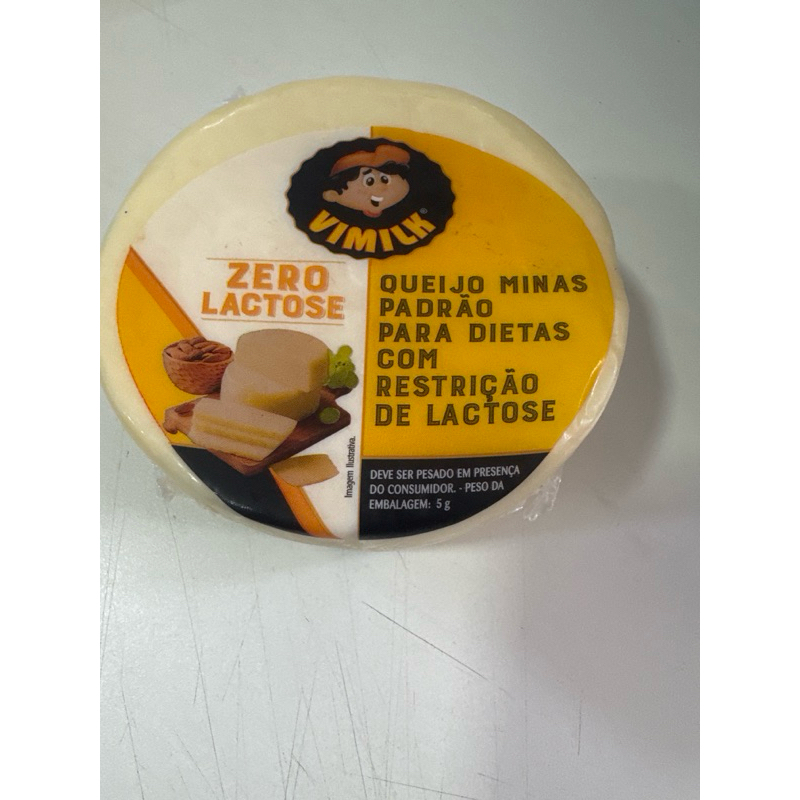 VIMILK®
ZERO
LACTOSE
QUEIJO MINAS
PADRÃO
PARA DIETAS
COM
RESTRIÇÃO
DE LACTOSE
Imagem Ilustrativa.
DEVE SER PESADO EM PRESENÇA
DO CONSUMIDOR. - PESO DA
EMBALAGEM: 5 g